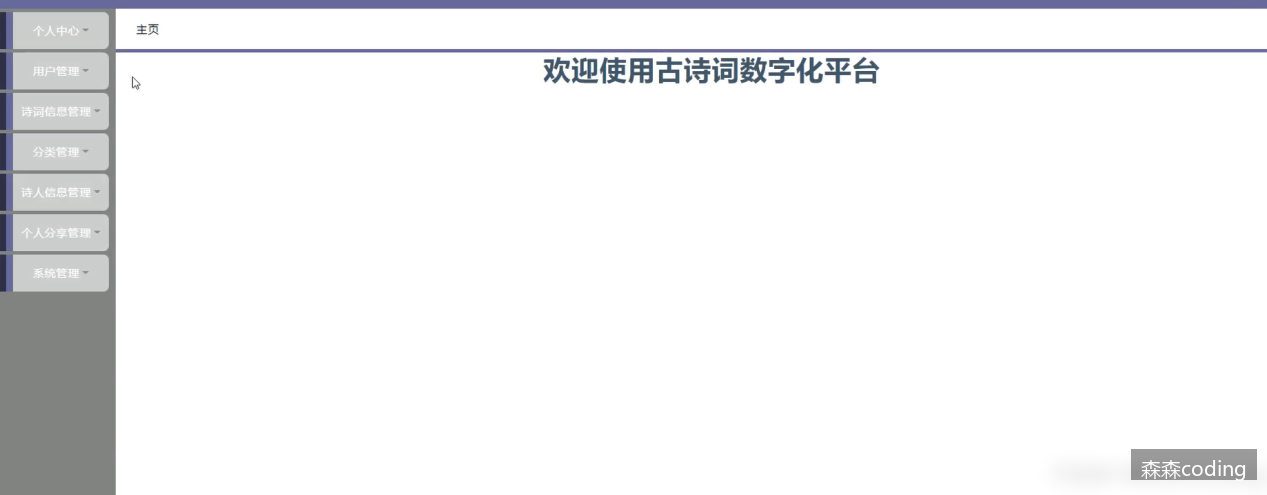 个人中心
主页
用户管理
欢迎使用古诗词数字化平台
诗词信息管理
分类管理
诗人信息管理
个人分享管理
系统管理
森森coding